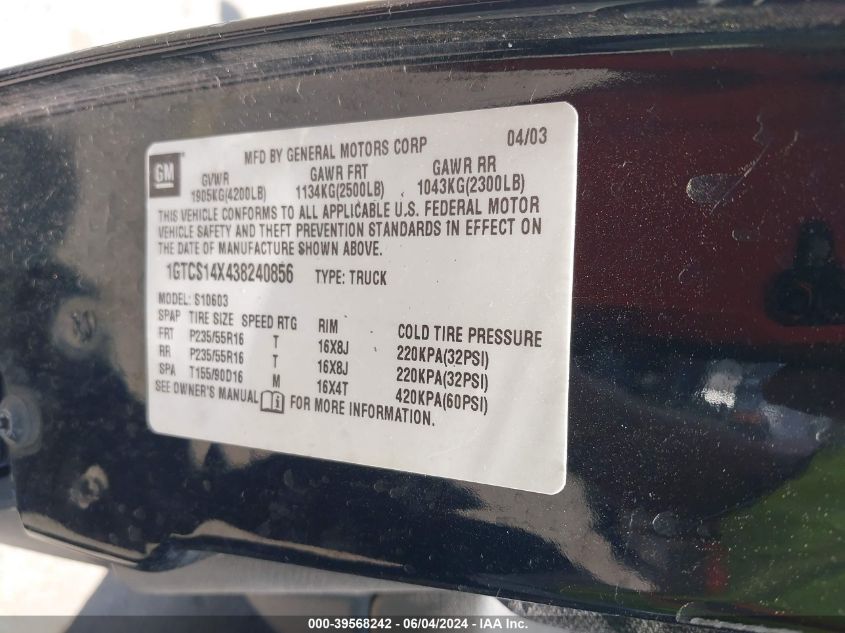 GM
MFD BY GENERAL MOTORS CORP 04/03
GVWR GAWR FRT GAWR RR
1905KG(4200LB) 1134KG(2500LB) 1043KG(2300LB)
THIS VEHICLE CONFORMS TO ALL APPLICABLE U.S. FEDERAL MOTOR
VEHICLE SAFETY AND THEFT PREVENTION STANDARDS IN EFFECT ON
THE DATE OF MANUFACTURE SHOWN ABOVE.
1GTCS14X438240856 TYPE: TRUCK
MODEL: S10603
SPAP TIRE SIZE SPEED RTG RIM COLD TIRE PRESSURE
FRT P235/55R16 T 16X8J 220KPA(32PSI)
RR P235/55R16 T 16X8J 220KPA(32PSI)
SPA T155/90D16 M 16X4T 420KPA(60PSI)
SEE OWNER'S MANUAL i FOR MORE INFORMATION.
000-39568242 - 06/04/2024 - IAA Inc.